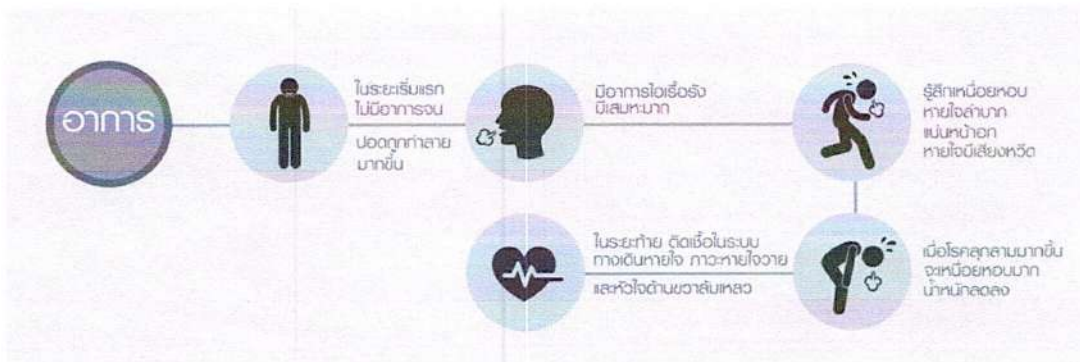 อาการ
ในระยะเริ่มแรก
ไม่มีอาการจน
ปอดถูกทำลาย
มากขึ้น
มีอาการไอเรื้อรัง
มีเสมหะมาก
รู้สึกเหนื่อยหอบ
หายใจลำบาก
แน่นหน้าอก
หายใจมีเสียงหวีด
เมื่อโรคลุกลามมากขึ้น
จะเหนื่อยหอบมาก
น้ำหนักลดลง
ในระยะท้าย ติดเชื้อในระบบ
ทางเดินหายใจ ภาวะหายใจวาย
และหัวใจด้านขวาล้มเหลว